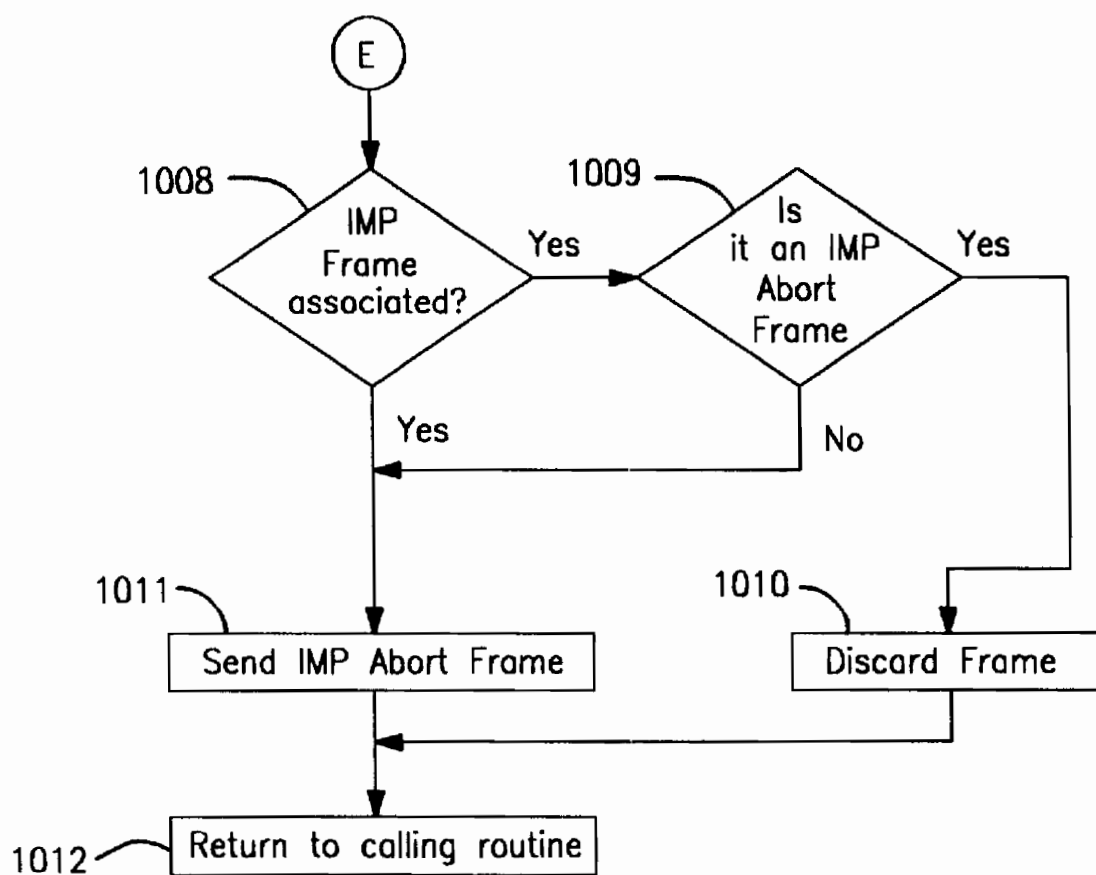 E
1008
IMP
Frame
associated?
Yes
1009
Is
it an IMP
Abort
Frame
Yes
Yes
No
1011
Send IMP Abort Frame
1010
Discard Frame
1012
Return to calling routine